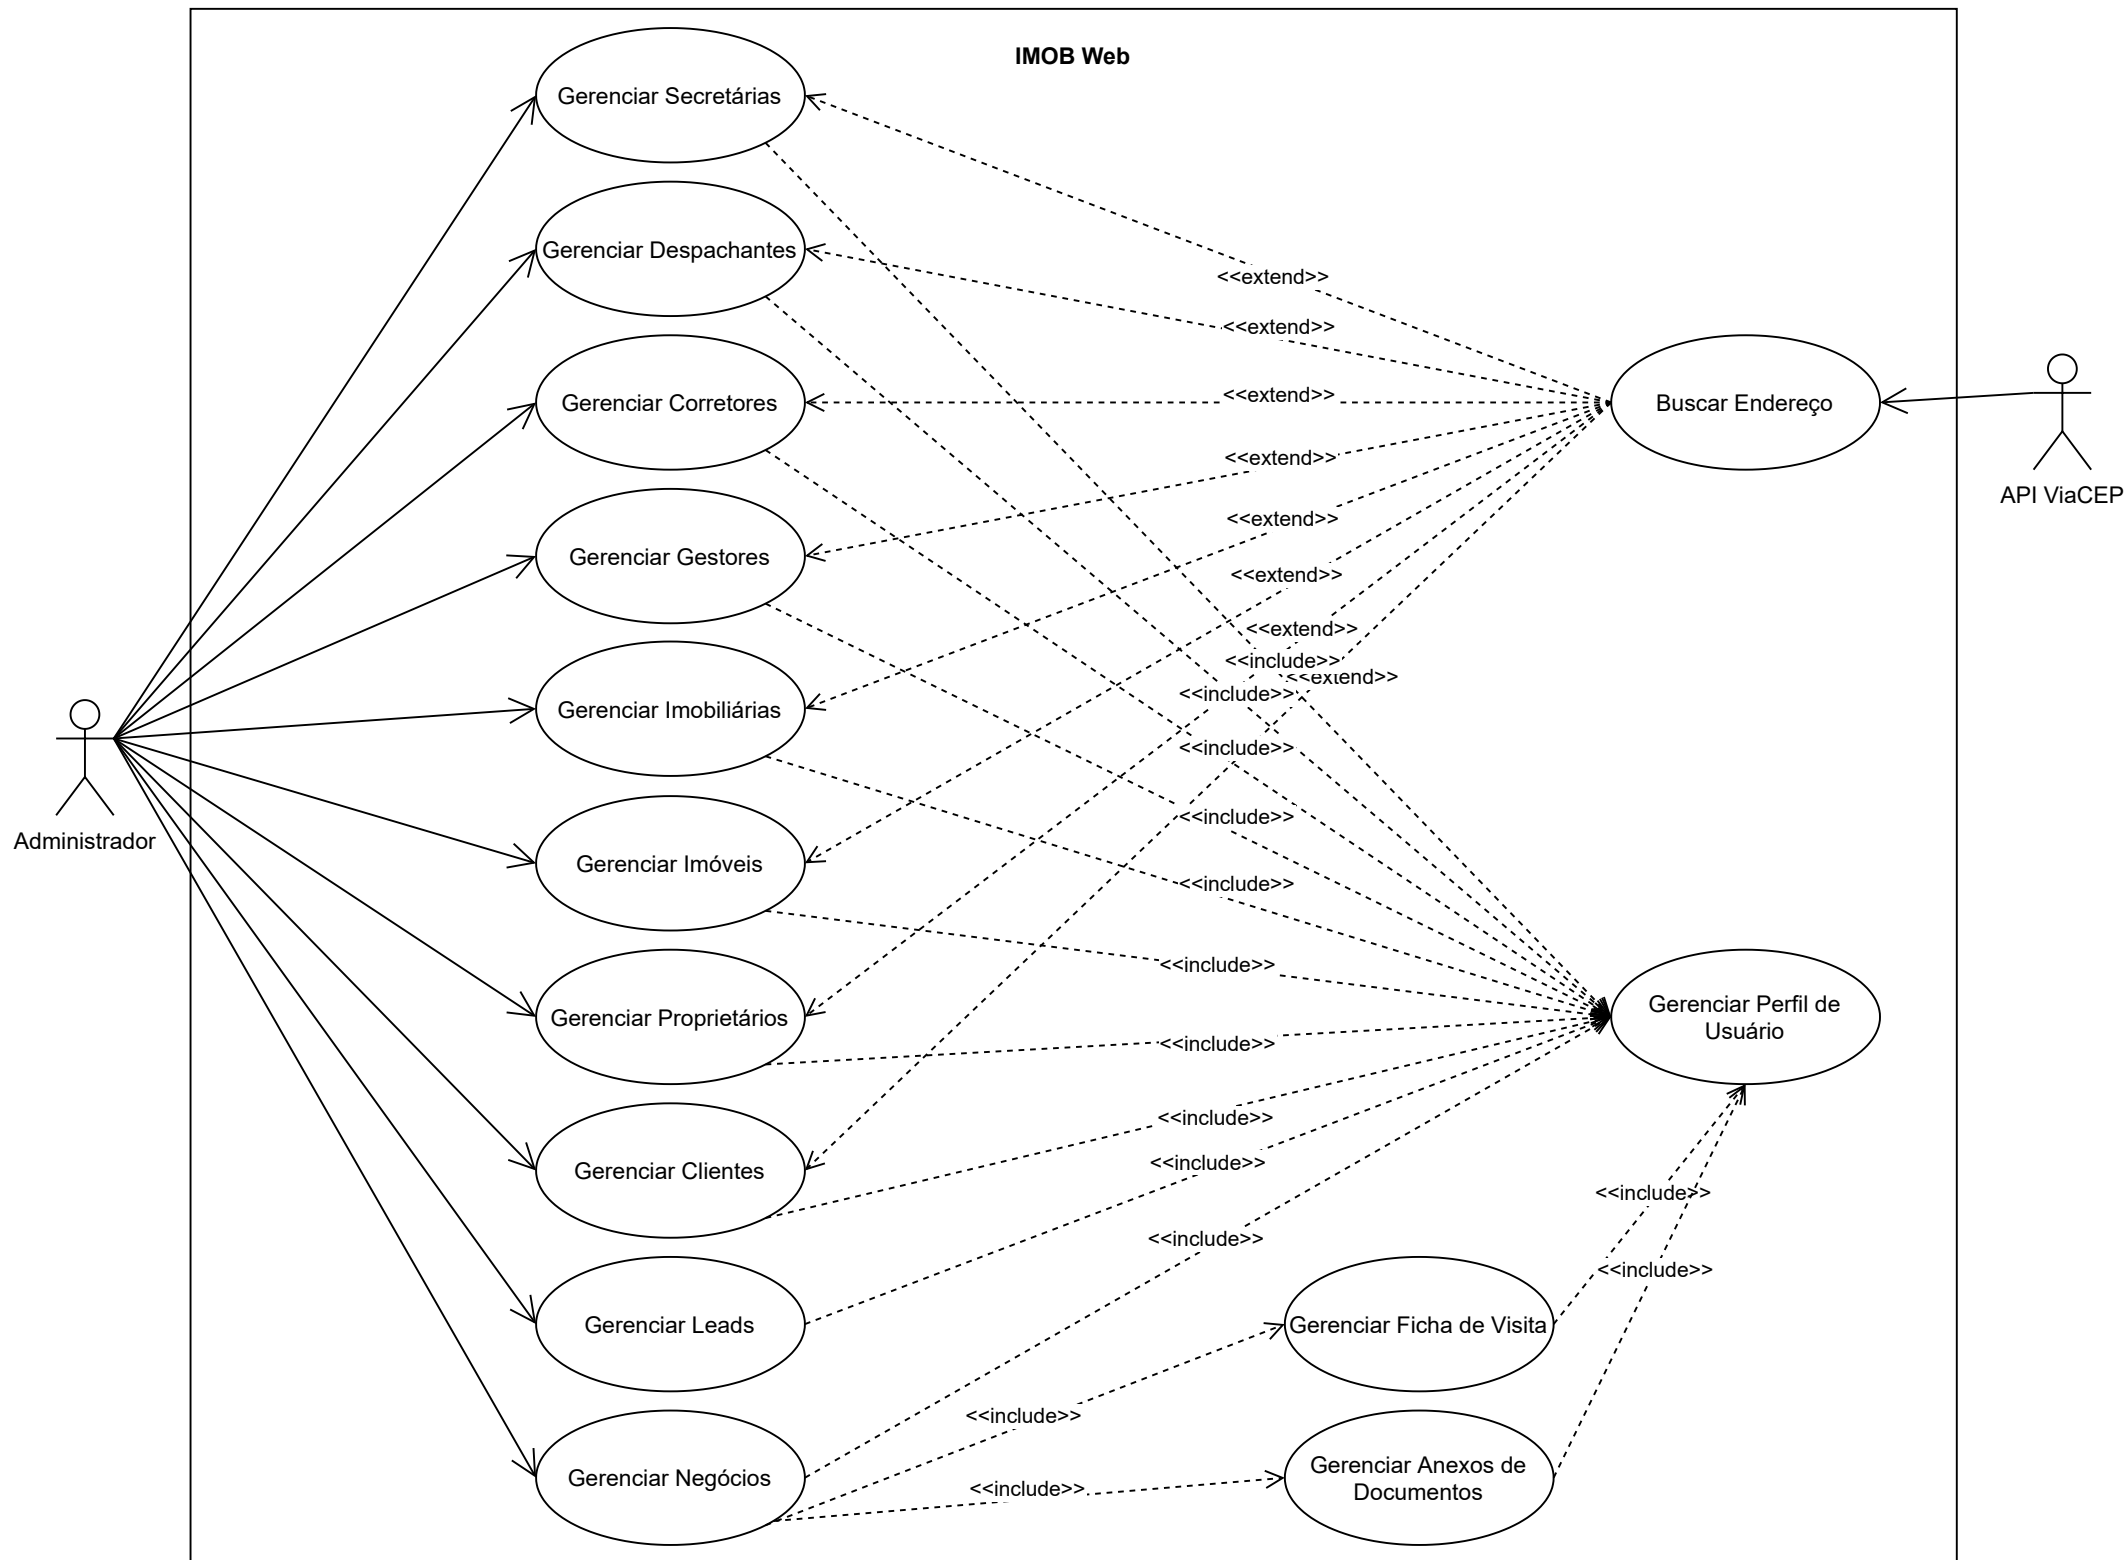 IMOB Web
Gerenciar Secretárias
Gerenciar Despachantes
<<extend>>
<<extend>>
Gerenciar Corretores
<<extend>>
Buscar Endereço
<<extend>>
API ViaCEP
<<extend>>
Gerenciar Gestores
<<extend>>
<<extend>>
<<include>>
<<extend>>
<<include>>
Gerenciar Imobiliárias
<<include>>
<<include>>
Administrador
Gerenciar Imóveis
<<include>>
<<include>>
Gerenciar Perfil de
Usuário
Gerenciar Proprietários
<<include>>
<<include>>
Gerenciar Clientes
<<include>>
<<include>>
<<include>>
<<include>>
Gerenciar Leads
Gerenciar Ficha de Visita
<<include>>
Gerenciar Negócios
Gerenciar Anexos de
Documentos
<<include>>